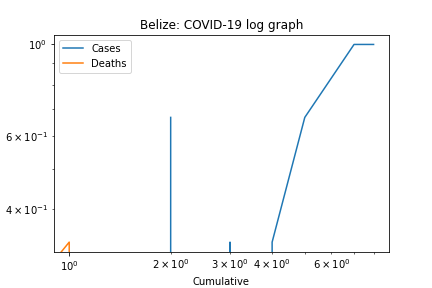 Belize: COVID-19 log graph
Cases
Deaths
10⁰
6 × 10⁻¹
4 × 10⁻¹
10⁰ 2 × 10⁰ 3 × 10⁰ 4 × 10⁰ 6 × 10⁰
Cumulative